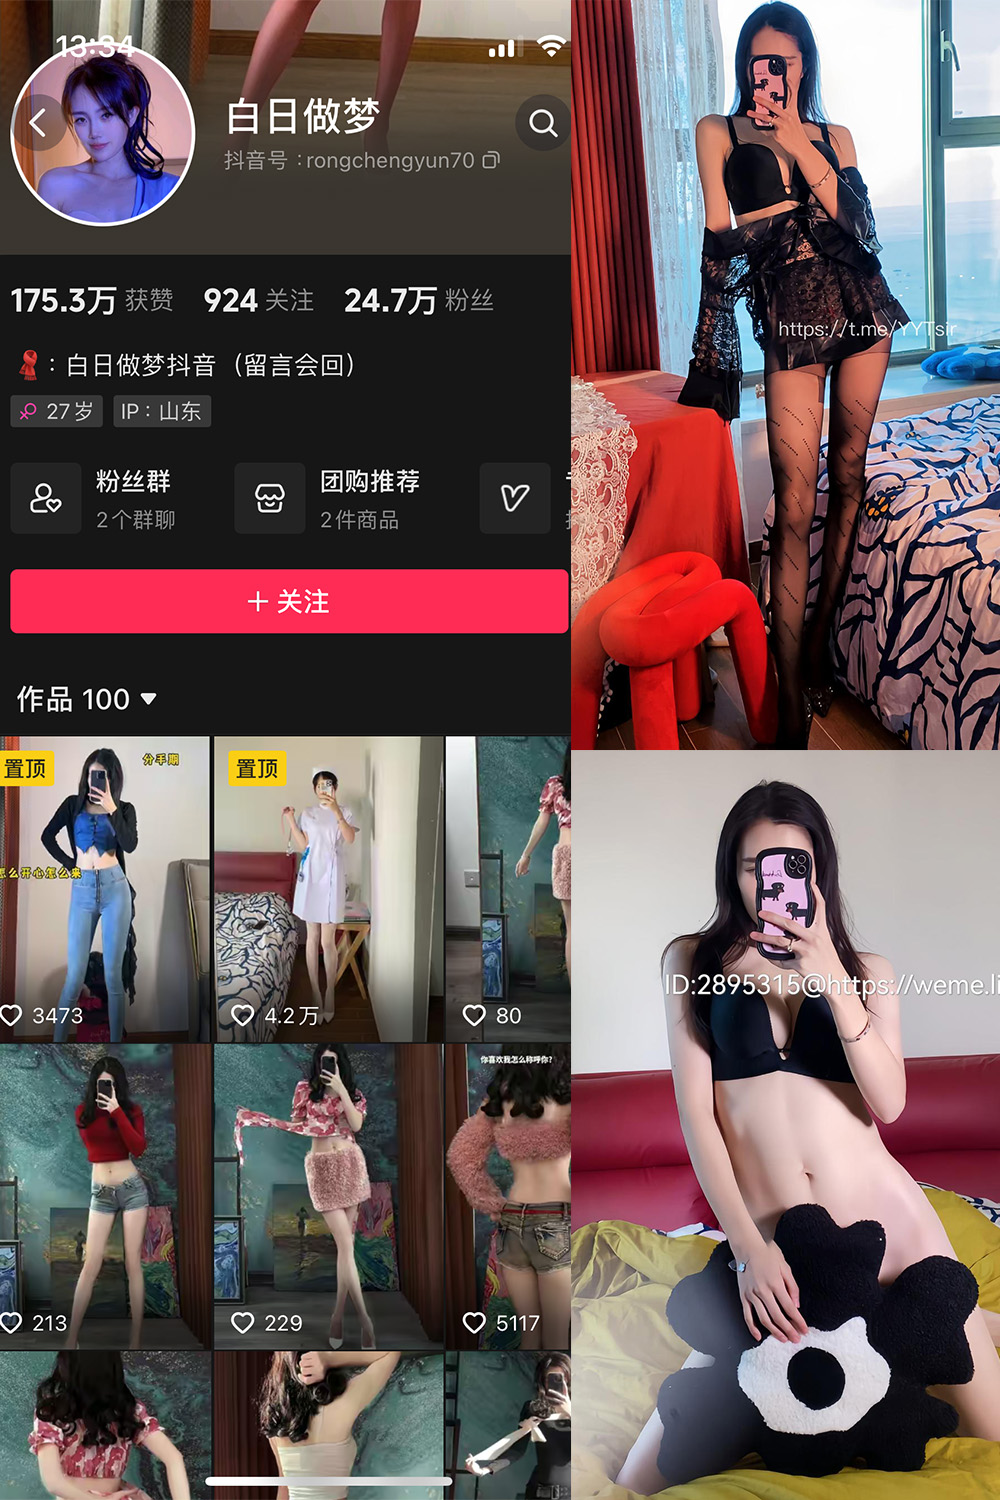 13:34
白日做梦
抖音号：rongchengyun70
175.3万 获赞 924 关注 24.7万 粉丝
：白日做梦抖音（留言会回）
27岁 IP：山东
粉丝群
2个群聊
团购推荐
2件商品
＋关注
作品 100
置顶
分手期
怎么开心怎么来
3473
置顶
4.2万
80
213
229
你喜欢我怎么称呼你?
5117
https://t.me/YYTsir
ID:2895315@https://weme.li